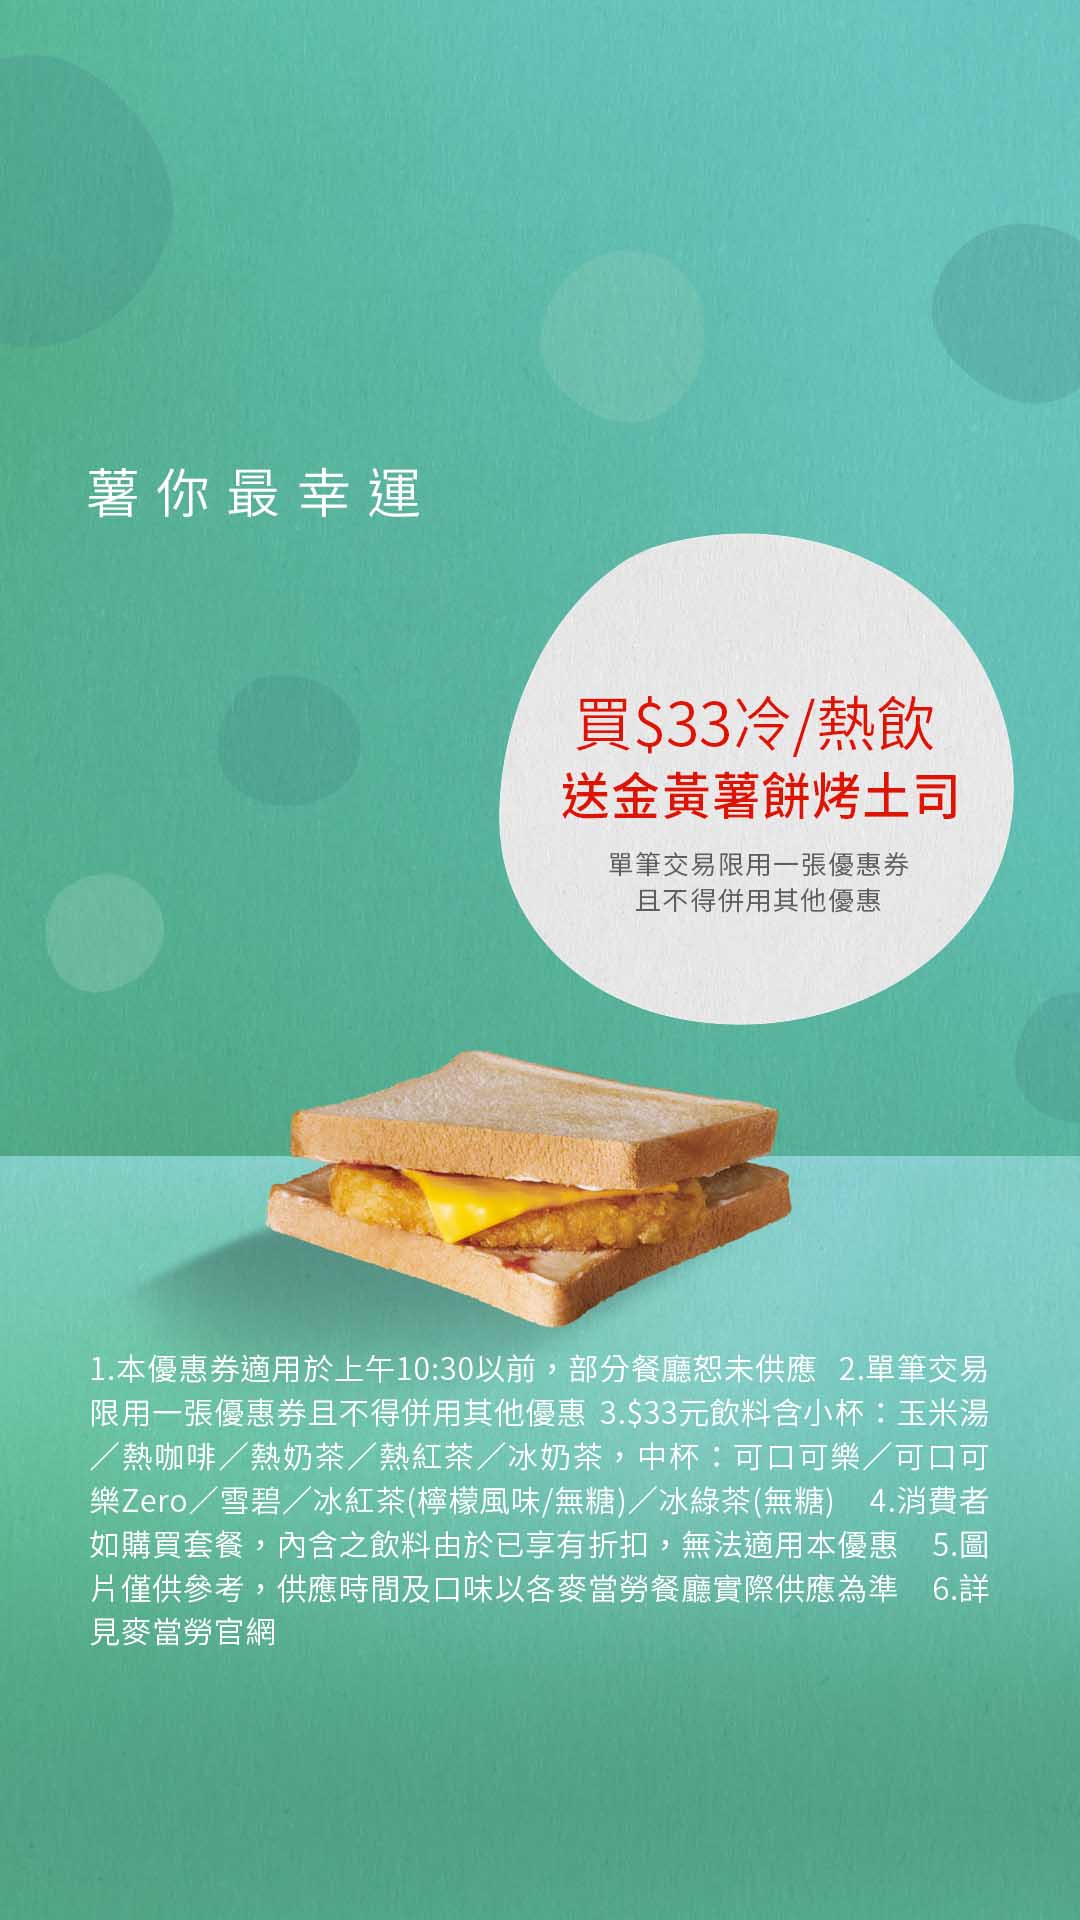 薯你最幸運
買$33冷/熱飲
送金黃薯餅烤土司
單筆交易限用一張優惠券
且不得併用其他優惠
1.本優惠券適用於上午10:30以前，部分餐廳恕未供應 2.單筆交易
限用一張優惠券且不得併用其他優惠 3.$33元飲料含小杯：玉米湯
／熱咖啡／熱奶茶／熱紅茶／冰奶茶，中杯：可口可樂／可口可
樂Zero／雪碧／冰紅茶(檸檬風味/無糖)／冰綠茶(無糖) 4.消費者
如購買套餐，內含之飲料由於已享有折扣，無法適用本優惠 5.圖
片僅供參考，供應時間及口味以各麥當勞餐廳實際供應為準 6.詳
見麥當勞官網